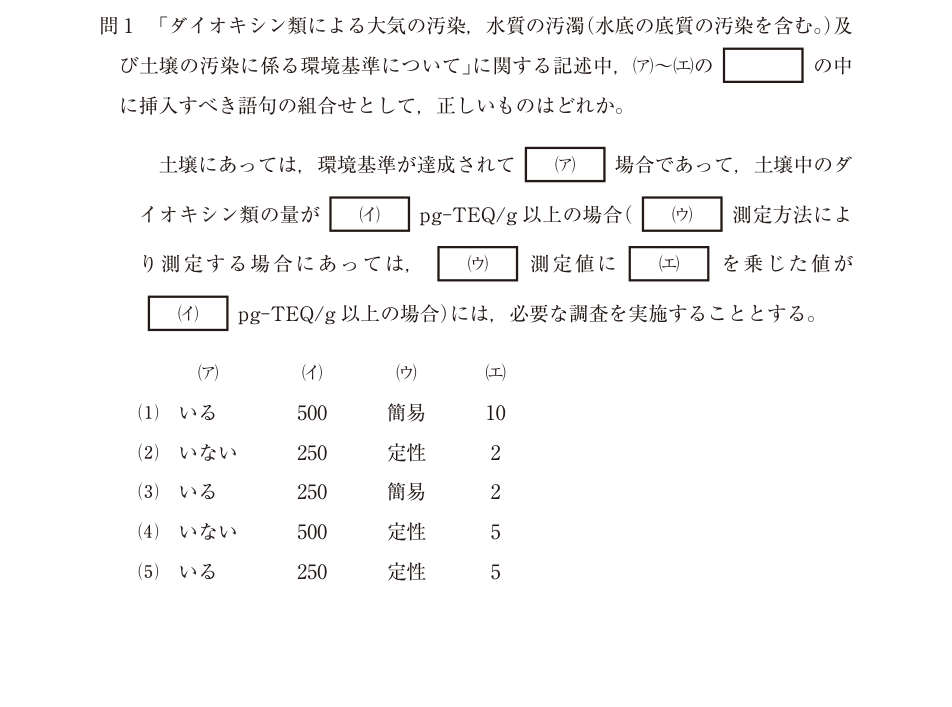 問1 「ダイオキシン類による大気の汚染，水質の汚濁(水底の底質の汚染を含む。)及
び土壌の汚染に係る環境基準について」に関する記述中，㋐～㋓の の中
に挿入すべき語句の組合せとして，正しいものはどれか。
土壌にあっては，環境基準が達成されて (ア) 場合であって，土壌中のダ
イオキシン類の量が (イ) pg-TEQ/g 以上の場合( (ウ) 測定方法によ
り測定する場合にあっては， (ウ) 測定値に (エ) を乗じた値が
(イ) pg-TEQ/g 以上の場合)には，必要な調査を実施することとする。
(ア) (イ) (ウ) (エ)
(1) いる 500 簡易 10
(2) いない 250 定性 2
(3) いる 250 簡易 2
(4) いない 500 定性 5
(5) いる 250 定性 5